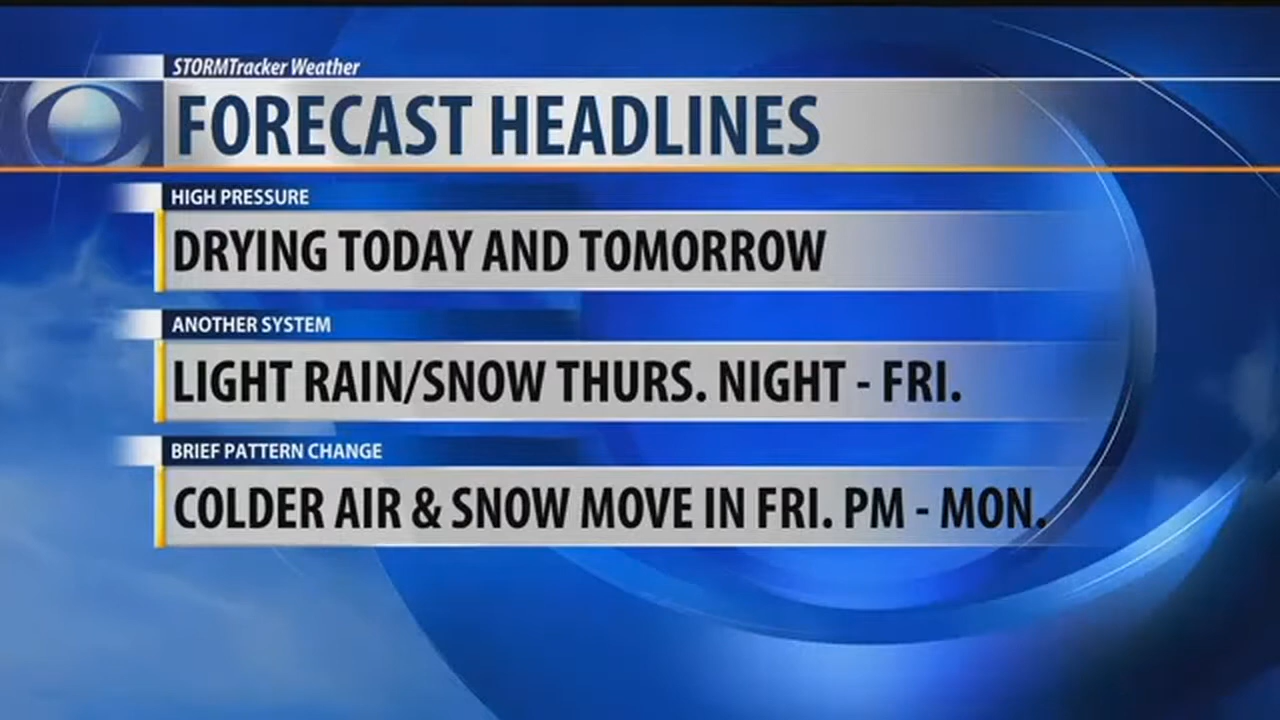 STORMTracker Weather
FORECAST HEADLINES
HIGH PRESSURE
DRYING TODAY AND TOMORROW
ANOTHER SYSTEM
LIGHT RAIN/SNOW THURS. NIGHT - FRI.
BRIEF PATTERN CHANGE
COLDER AIR & SNOW MOVE IN FRI. PM - MON.